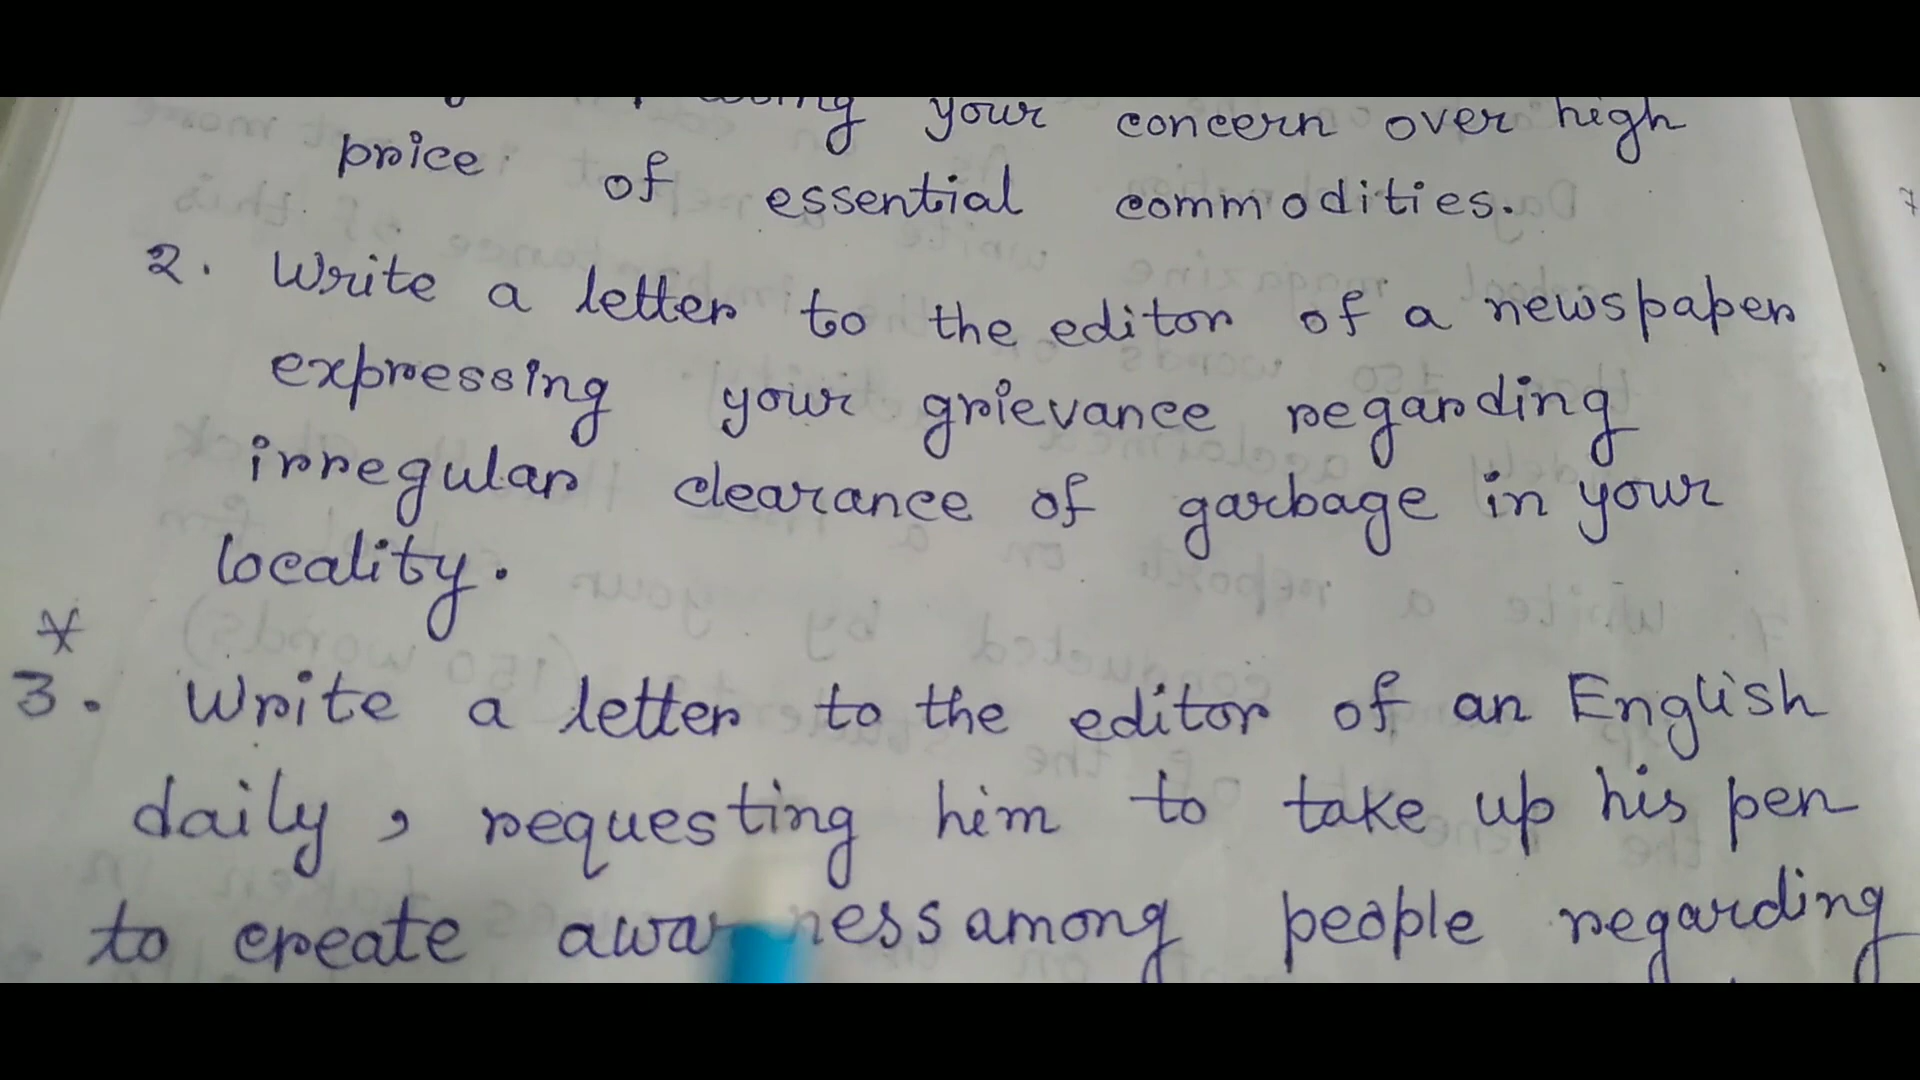 your concern over high
price of essential commodities.
2. Write a letter to the editor of a newspaper
expressing your grievance regarding
irregular clearance of garbage in your
locality.
*
3. Write a letter to the editor of an English
daily, requesting him to take up his pen
to create among people regarding